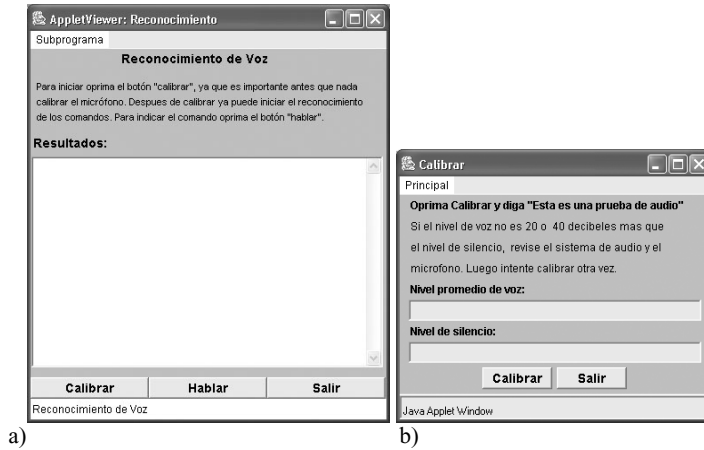 AppletViewer: Reconocimiento
Subprograma
Reconocimiento de Voz
Para iniciar oprima el botón "calibrar", ya que es importante antes que nada
calibrar el micrófono. Despues de calibrar ya puede iniciar el reconocimiento
de los comandos. Para indicar el comando oprima el botón "hablar".
Resultados:
Calibrar Hablar Salir
Reconocimiento de Voz
a)
Calibrar
Principal
Oprima Calibrar y diga "Esta es una prueba de audio"
Si el nivel de voz no es 20 o 40 decibeles mas que
el nivel de silencio, revise el sistema de audio y el
microfono. Luego intente calibrar otra vez.
Nivel promedio de voz:
Nivel de silencio:
Calibrar Salir
Java Applet Window
b)